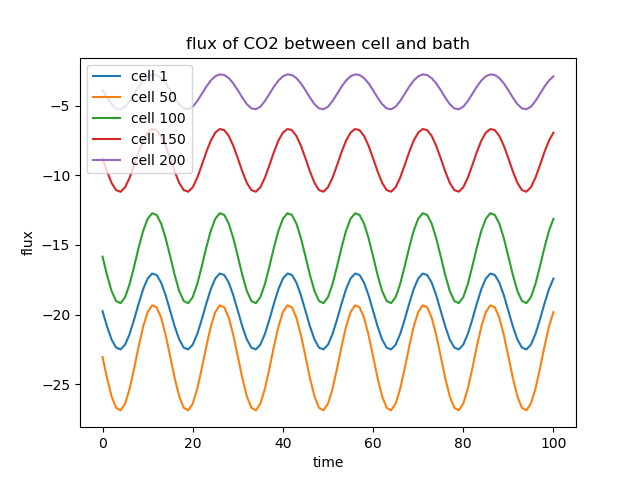 flux of CO2 between cell and bath
cell 1
cell 50
cell 100
cell 150
cell 200
flux
−5
−10
−15
−20
−25
0 20 40 60 80 100
time